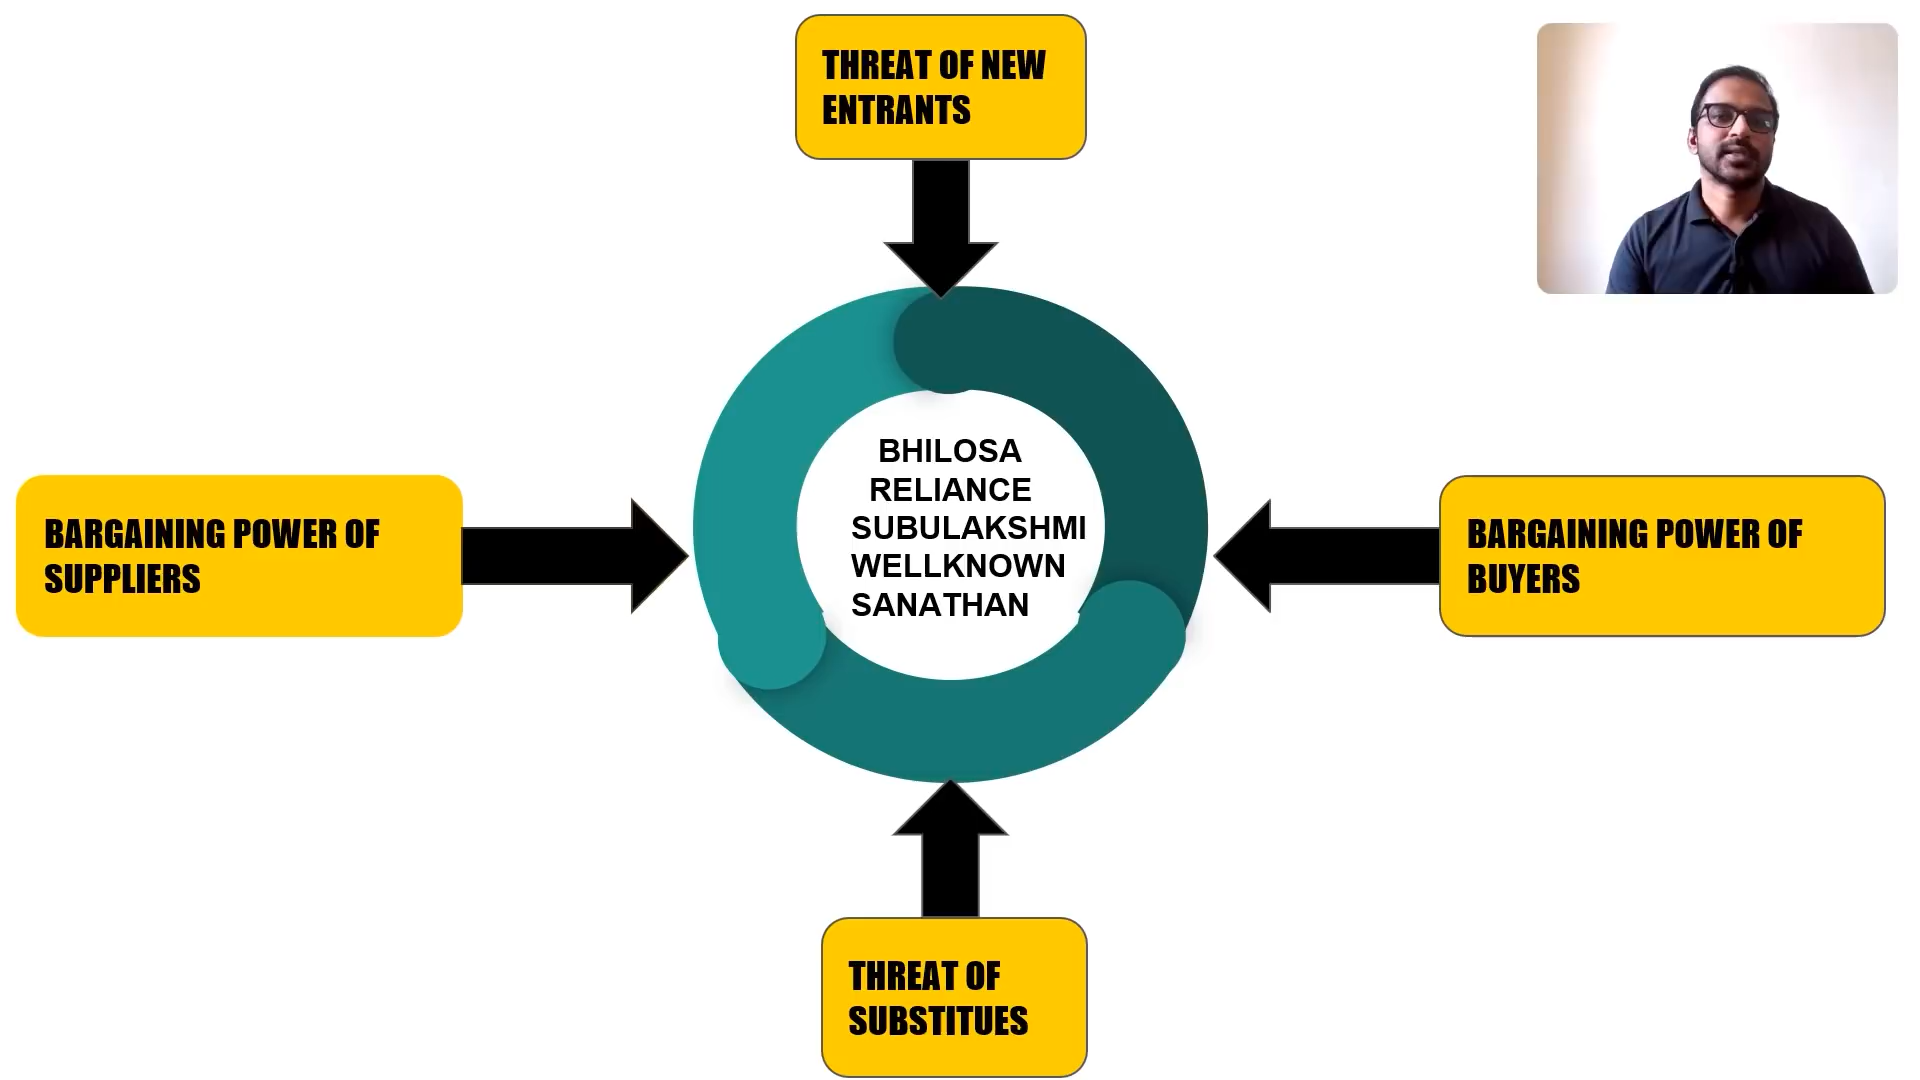 THREAT OF NEW
ENTRANTS
BHILOSA
RELIANCE
SUBULAKSHMI
WELLKNOWN
SANATHAN
BARGAINING POWER OF
SUPPLIERS
BARGAINING POWER OF
BUYERS
THREAT OF
SUBSTITUES